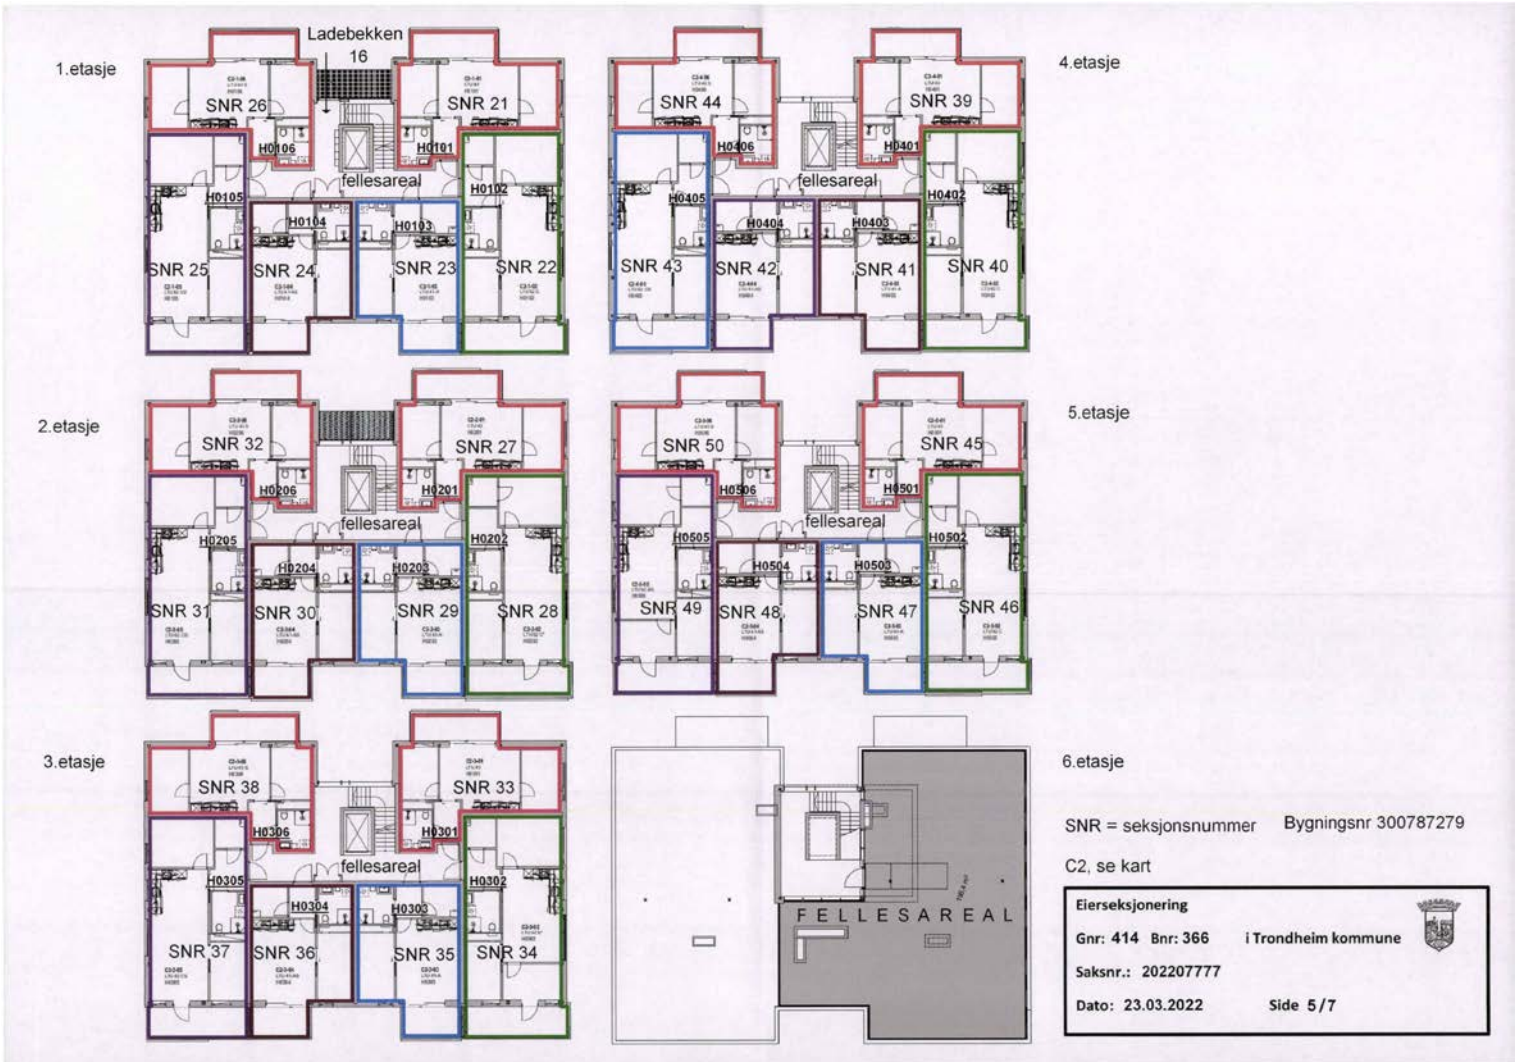 1.etasje
Ladebekken
16
SNR 26
SNR 21
H0106
H0101
fellesareal
H0105
H0102
H0104
H0103
SNR 25
SNR 24
SNR 23
SNR 22
4.etasje
SNR 44
SNR 39
H0406
H0401
fellesareal
H0405
H0402
H0404
H0403
SNR 43
SNR 42
SNR 41
SNR 40
2.etasje
SNR 32
SNR 27
H0206
H0201
fellesareal
H0205
H0202
H0204
H0203
SNR 31
SNR 30
SNR 29
SNR 28
5.etasje
SNR 50
SNR 45
H0506
H0501
fellesareal
H0505
H0502
H0504
H0503
SNR 49
SNR 48
SNR 47
SNR 46
3.etasje
SNR 38
SNR 33
H0306
H0301
fellesareal
H0305
H0302
H0304
H0303
SNR 37
SNR 36
SNR 35
SNR 34
6.etasje
FELLESAREAL
SNR = seksjonsnummer Bygningsnr 300787279
C2, se kart
Eierseksjonering
Gnr: 414 Bnr: 366 i Trondheim kommune
Saksnr.: 202207777
Dato: 23.03.2022 Side 5/7